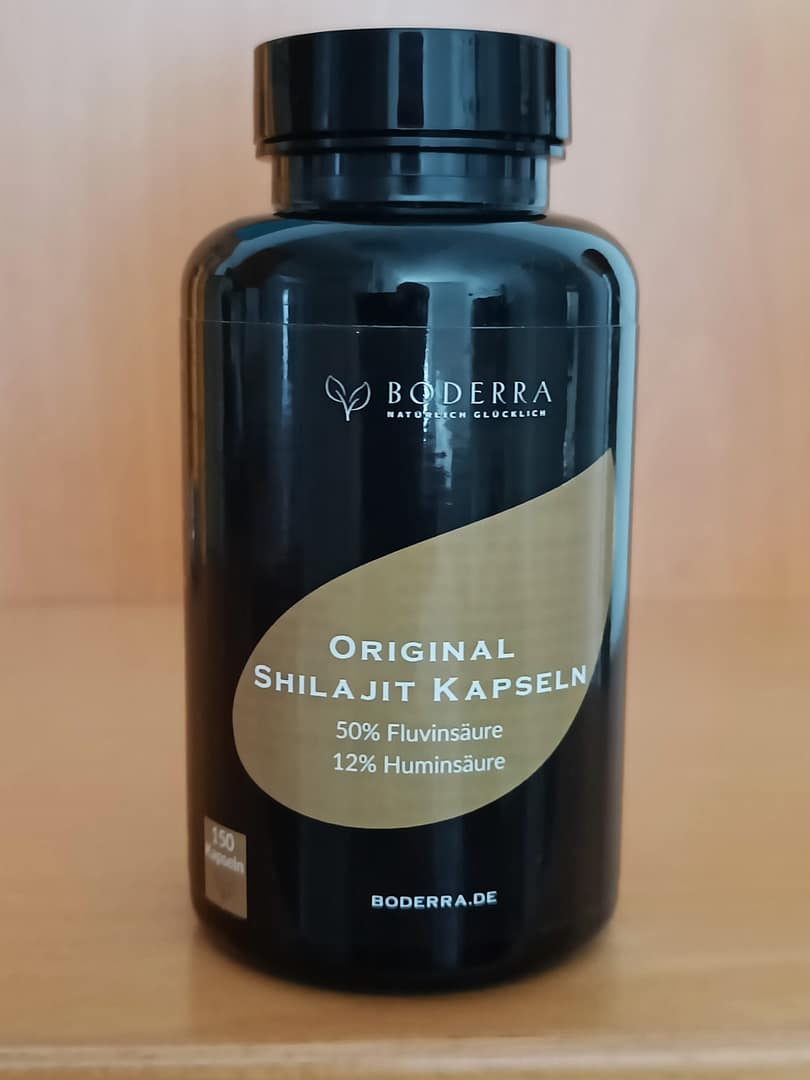 BODERRA
NATÜRLICH GLÜCKLICH
ORIGINAL
SHILAJIT KAPSELN
50% Fluvinsäure
12% Huminsäure
150
Kapseln
BODERRA.DE